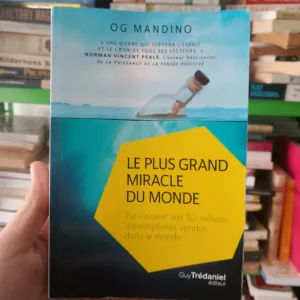 OG MANDINO
« UNE ŒUVRE QUI ÉLÈVERA L'ESPRIT
ET LE CŒUR DE TOUS SES LECTEURS. »
NORMAN VINCENT PEALE, l'auteur best-seller
de La Puissance de la pensée positive
LE PLUS GRAND
MIRACLE
DU MONDE
Par l'auteur aux 50 millions
d'exemplaires vendus
dans le monde
Guy Trédaniel
éditeur